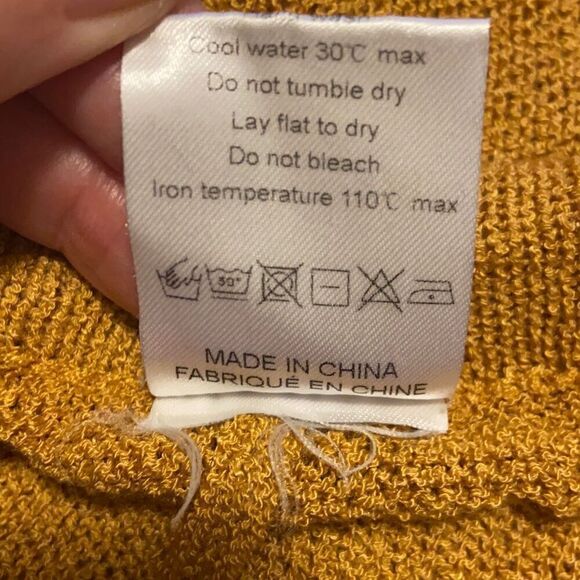 Cool water 30℃ max
Do not tumbie dry
Lay flat to dry
Do not bleach
Iron temperature 110℃ max
30°
MADE IN CHINA
FABRIQUÉ EN CHINE